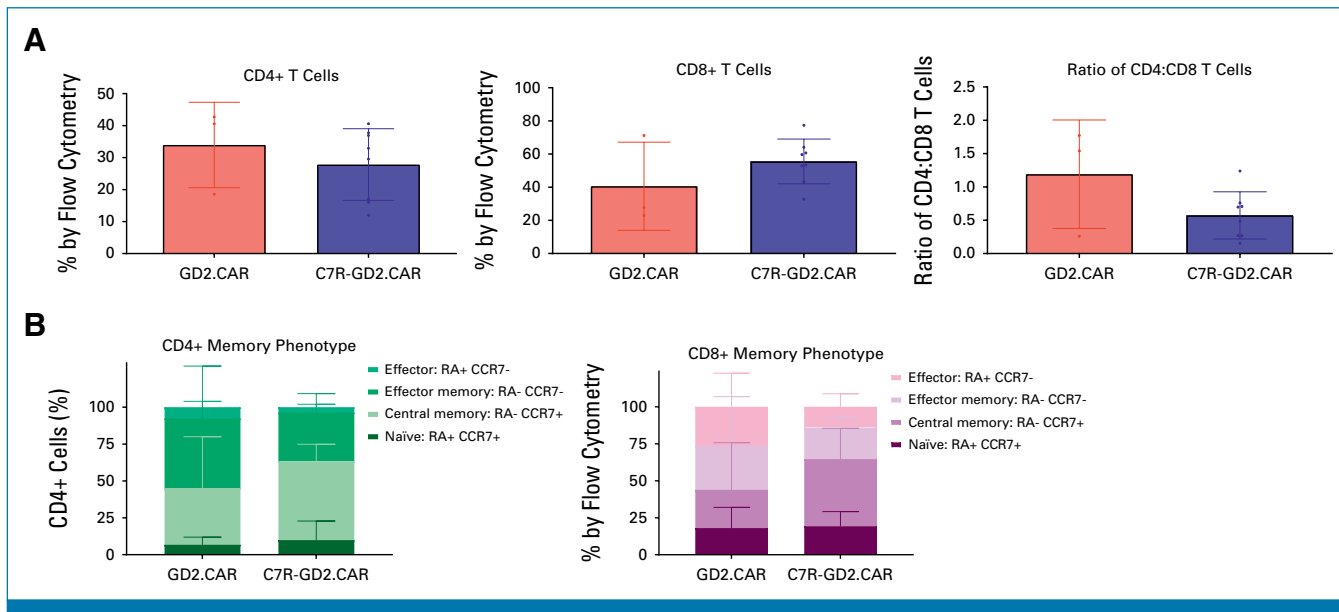 A
CD4+ T Cells
% by Flow Cytometry
50
40
30
20
10
0
GD2.CAR
C7R-GD2.CAR
CD8+ T Cells
% by Flow Cytometry
100
80
60
40
20
0
GD2.CAR
C7R-GD2.CAR
Ratio of CD4:CD8 T Cells
Ratio of CD4:CD8 T Cells
2.5
2.0
1.5
1.0
0.5
0.0
GD2.CAR
C7R-GD2.CAR
B
CD4+ Memory Phenotype
CD4+ Cells (%)
100
75
50
25
0
GD2.CAR
C7R-GD2.CAR
Effector: RA+ CCR7-
Effector memory: RA- CCR7-
Central memory: RA- CCR7+
Naïve: RA+ CCR7+
CD8+ Memory Phenotype
% by Flow Cytometry
100
75
50
25
0
GD2.CAR
C7R-GD2.CAR
Effector: RA+ CCR7-
Effector memory: RA- CCR7-
Central memory: RA- CCR7+
Naïve: RA+ CCR7+